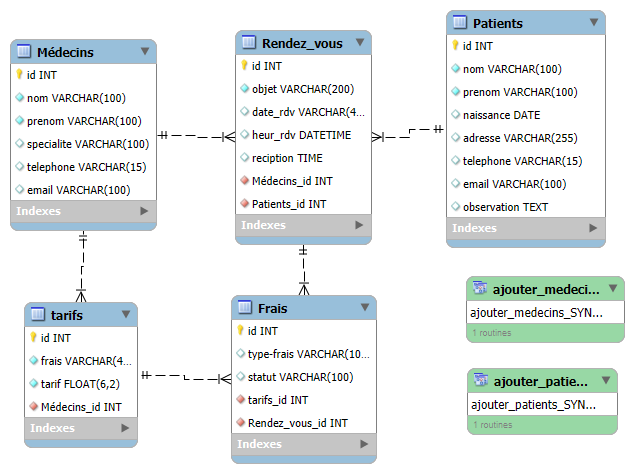 Médecins
id INT
nom VARCHAR(100)
prenom VARCHAR(100)
specialite VARCHAR(100)
telephone VARCHAR(15)
email VARCHAR(100)
Indexes
Rendez_vous
id INT
objet VARCHAR(200)
date_rdv VARCHAR(4...
heur_rdv DATETIME
reciption TIME
Médecins_id INT
Patients_id INT
Indexes
Patients
id INT
nom VARCHAR(100)
prenom VARCHAR(100)
naissance DATE
adresse VARCHAR(255)
telephone VARCHAR(15)
email VARCHAR(100)
observation TEXT
Indexes
tarifs
id INT
frais VARCHAR(4...
tarif FLOAT(6,2)
Médecins_id INT
Indexes
Frais
id INT
type-frais VARCHAR(10...
statut VARCHAR(100)
tarifs_id INT
Rendez_vous_id INT
Indexes
ajouter_medeci...
ajouter_medecins_SYN...
1 routines
ajouter_patie...
ajouter_patients_SYN...
1 routines